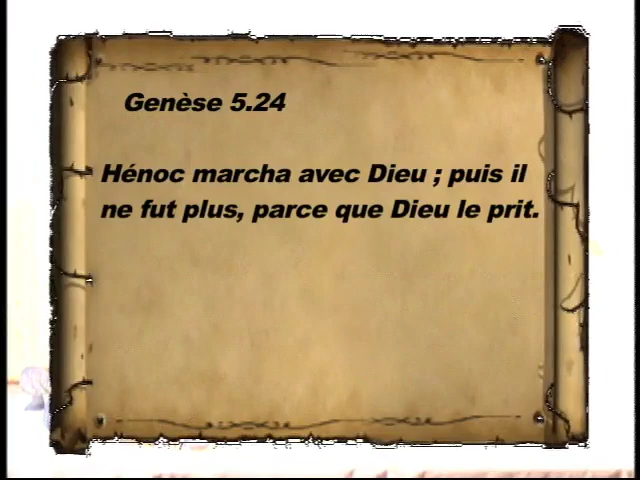 Genèse 5.24
Hénoc marcha avec Dieu ; puis il
ne fut plus, parce que Dieu le prit.